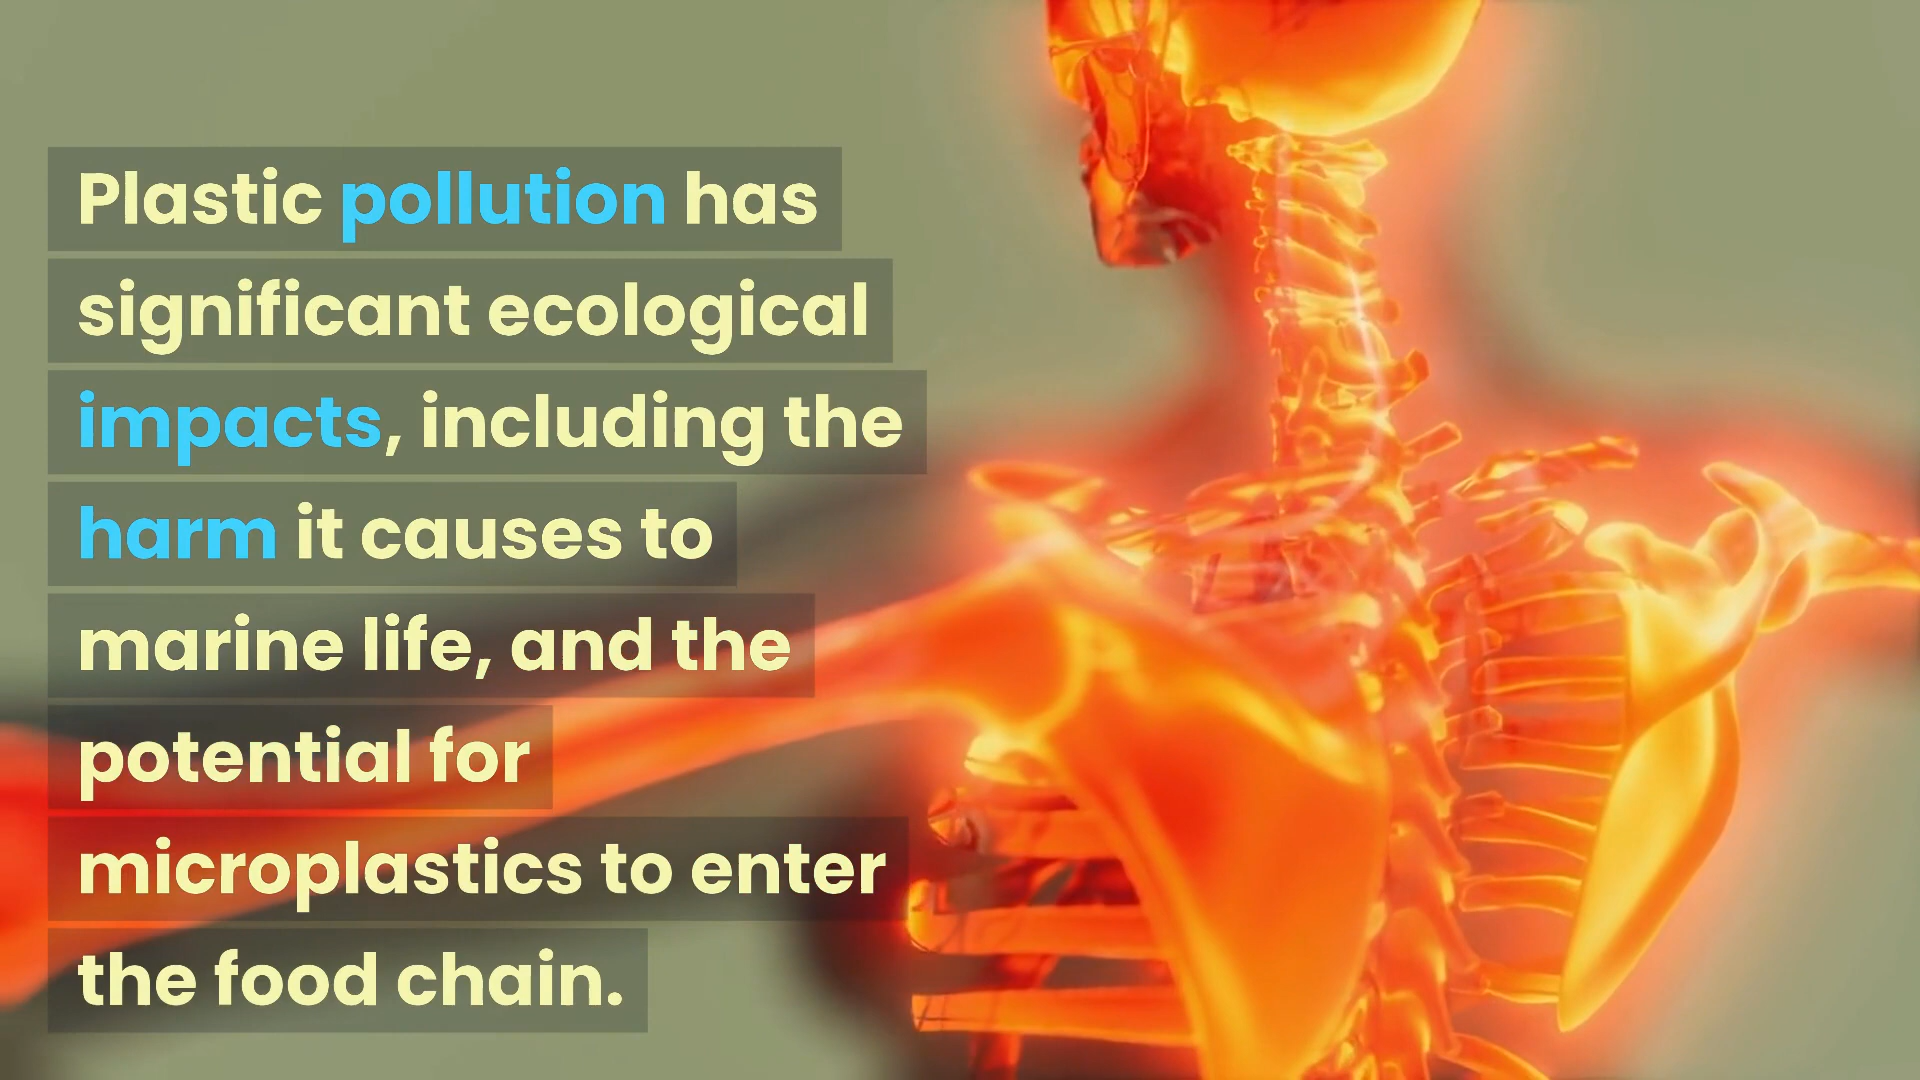 Plastic pollution has
significant ecological
impacts, including the
harm it causes to
marine life, and the
potential for
microplastics to enter
the food chain.